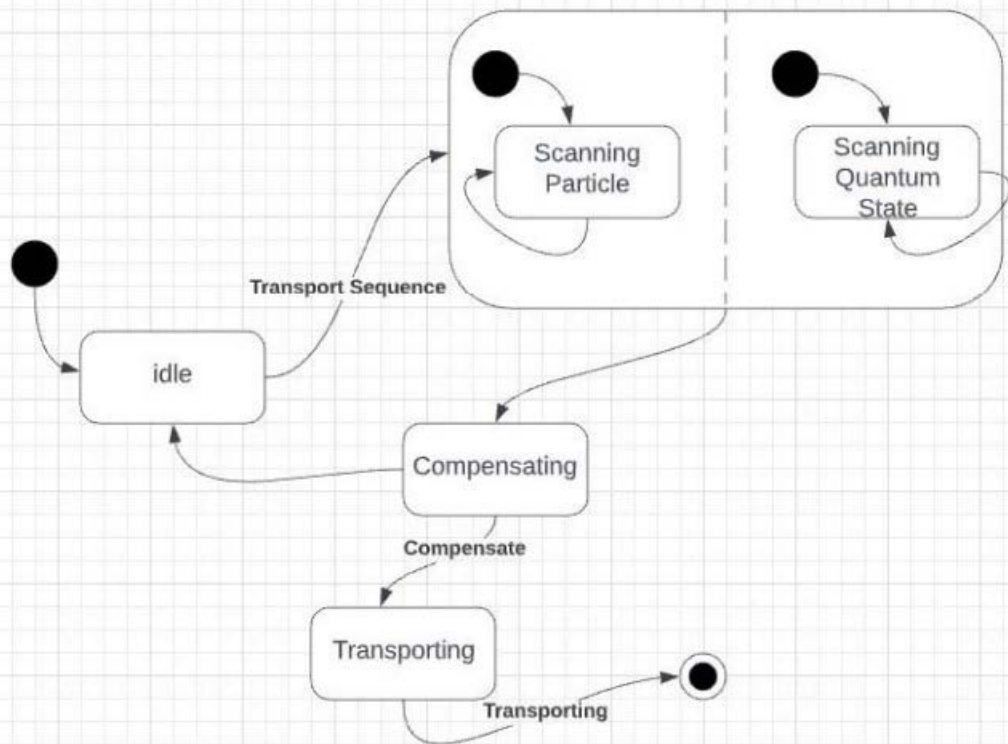 Scanning
Particle
Scanning
Quantum
State
Transport Sequence
idle
Compensating
Compensate
Transporting
Transporting